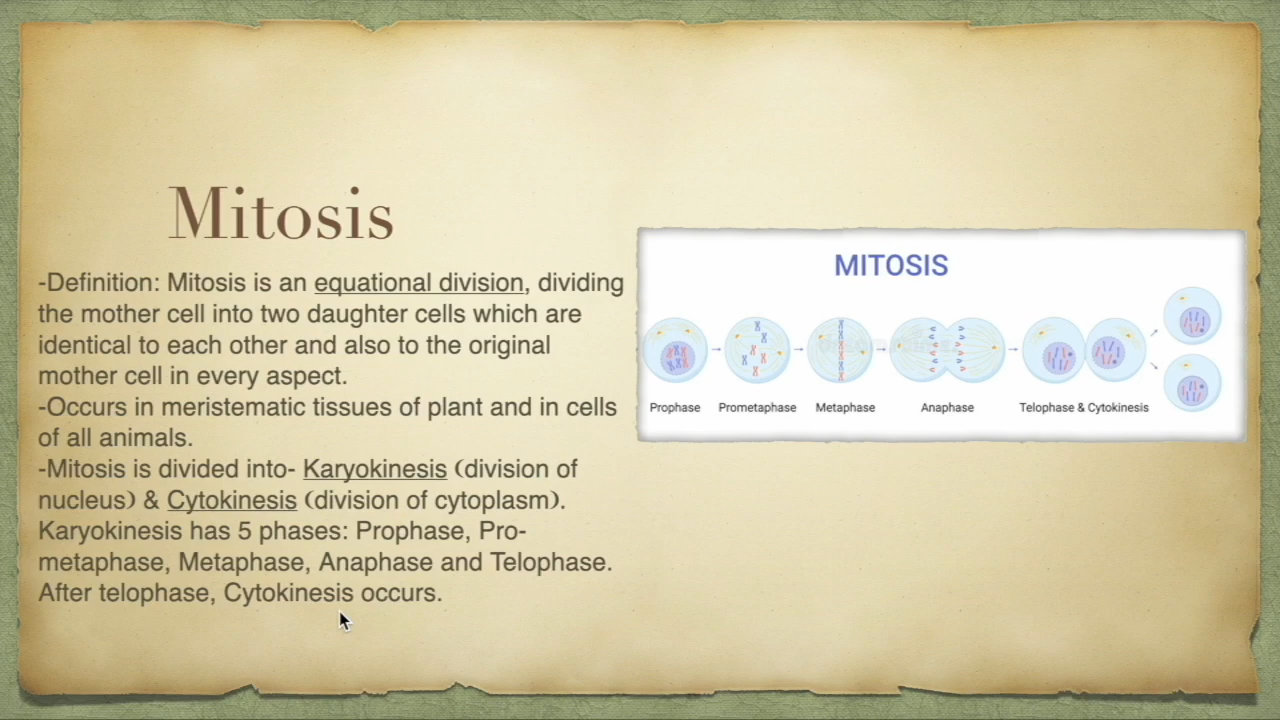 Mitosis
-Definition: Mitosis is an equational division, dividing
the mother cell into two daughter cells which are
identical to each other and also to the original
mother cell in every aspect.
-Occurs in meristematic tissues of plant and in cells
of all animals.
-Mitosis is divided into- Karyokinesis (division of
nucleus) & Cytokinesis (division of cytoplasm).
Karyokinesis has 5 phases: Prophase, Pro-
metaphase, Metaphase, Anaphase and Telophase.
After telophase, Cytokinesis occurs.
MITOSIS
Prophase Prometaphase Metaphase Anaphase Telophase & Cytokinesis